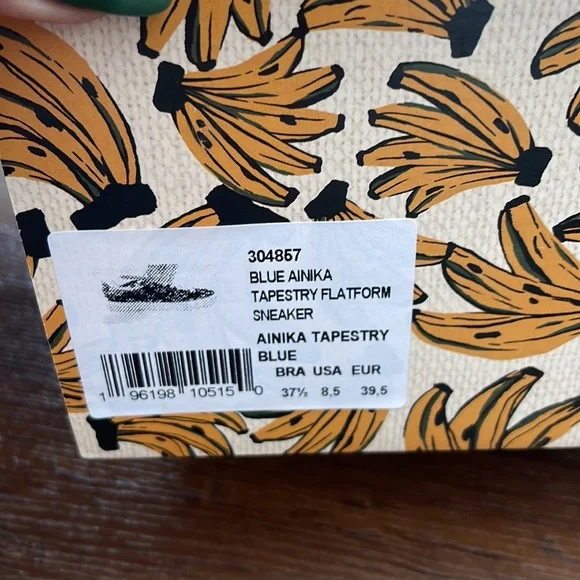 304857
BLUE AINIKA
TAPESTRY FLATFORM
SNEAKER
AINIKA TAPESTRY
BLUE
BRA USA EUR
37½ 8,5 39,5
1 96198 10515 0